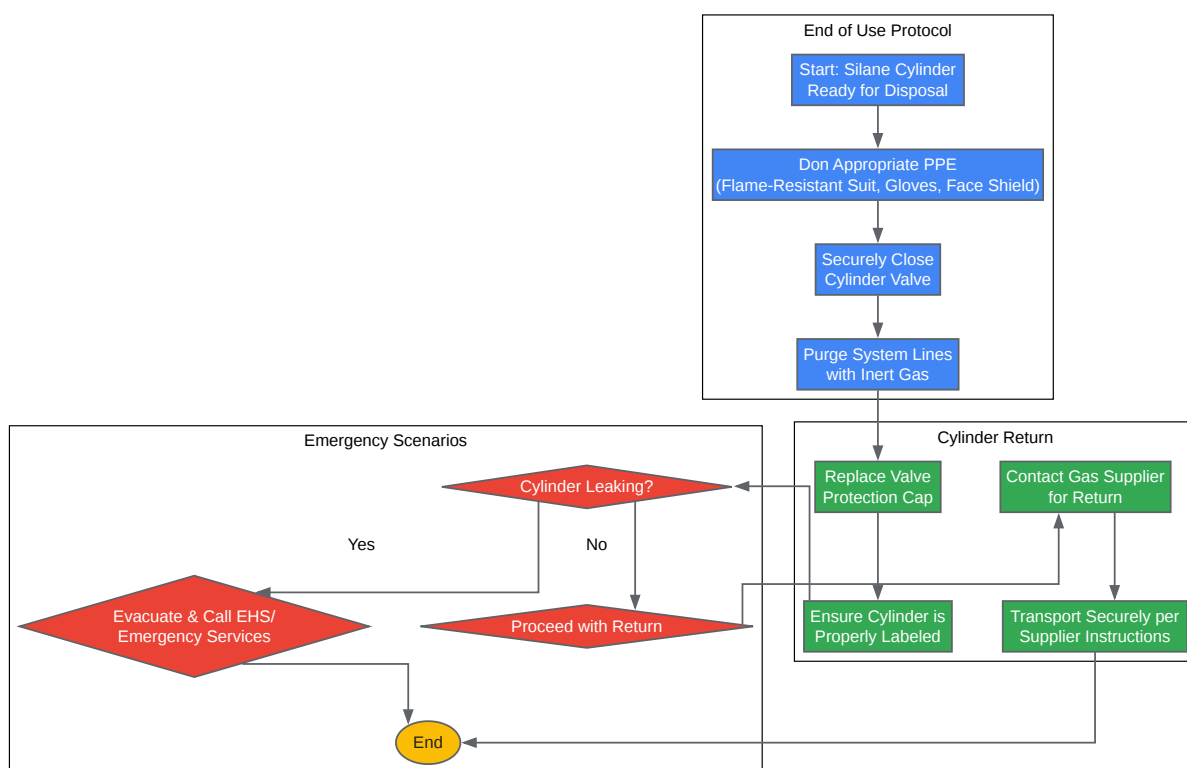 End of Use Protocol
Start: Silane Cylinder
Ready for Disposal
Don Appropriate PPE
(Flame-Resistant Suit, Gloves, Face Shield)
Securely Close
Cylinder Valve
Purge System Lines
with Inert Gas
Emergency Scenarios
Cylinder Leaking?
Yes
No
Evacuate & Call EHS/
Emergency Services
Proceed with Return
End
Cylinder Return
Replace Valve
Protection Cap
Contact Gas Supplier
for Return
Ensure Cylinder is
Properly Labeled
Transport Securely per
Supplier Instructions